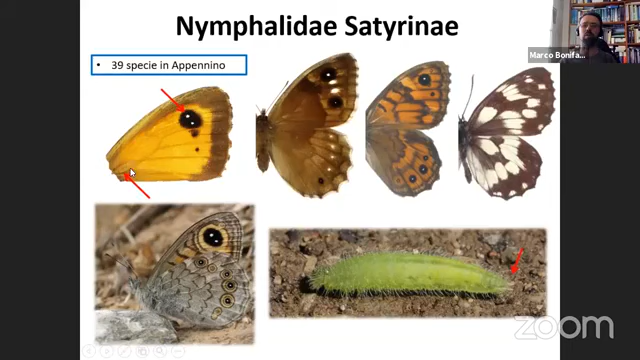 Nymphalidae Satyrinae
• 39 specie in Appennino
Marco Bonifa...
zoom